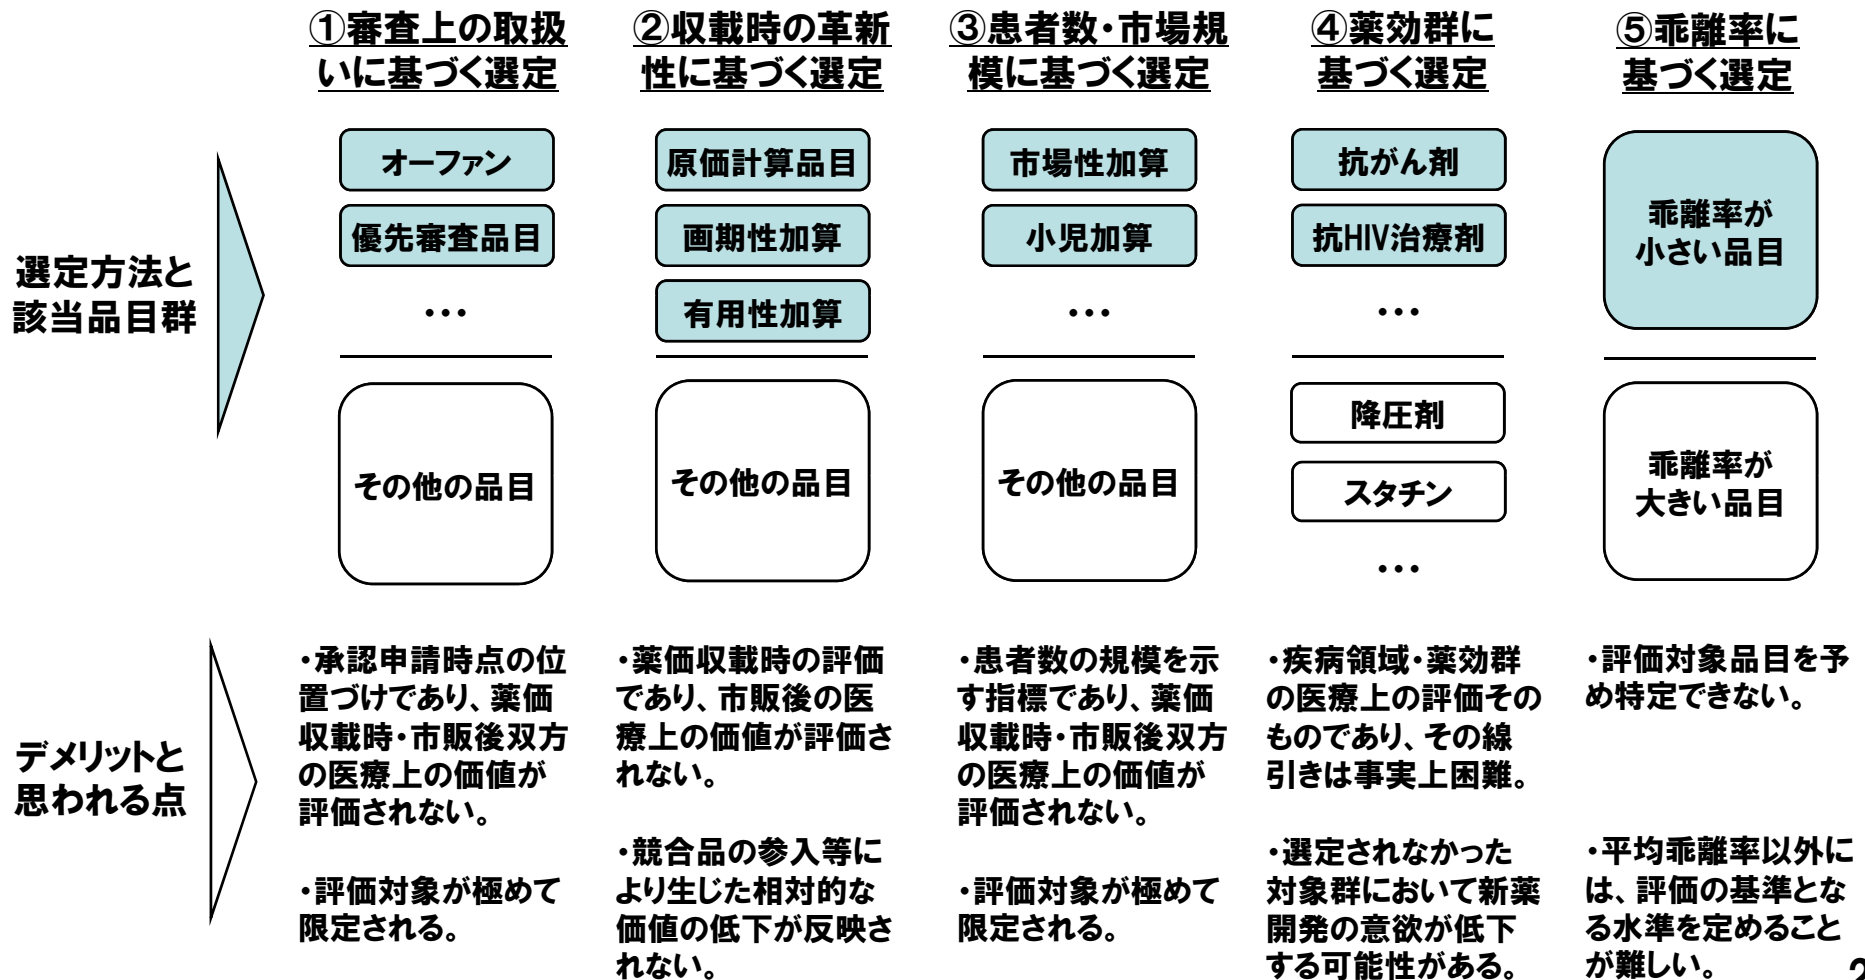 ①審査上の取扱
いに基づく選定
②収載時の革新
性に基づく選定
③患者数・市場規
模に基づく選定
④薬効群に
基づく選定
⑤乖離率に
基づく選定
選定方法と
該当品目群
オーファン
優先審査品目
・・・
その他の品目
原価計算品目
画期性加算
有用性加算
その他の品目
市場性加算
小児加算
・・・
その他の品目
抗がん剤
抗HIV治療剤
・・・
降圧剤
スタチン
・・・
乖離率が
小さい品目
乖離率が
大きい品目
デメリットと
思われる点
・承認申請時点の位
置づけであり、薬価
収載時・市販後双方
の医療上の価値が
評価されない。
・評価対象が極めて
限定される。
・薬価収載時の評価
であり、市販後の医
療上の価値が評価さ
れない。
・競合品の参入等に
より生じた相対的な
価値の低下が反映さ
れない。
・患者数の規模を示
す指標であり、薬価
収載時・市販後双方
の医療上の価値が
評価されない。
・評価対象が極めて
限定される。
・疾病領域・薬効群
の医療上の評価その
ものであり、その線
引きは事実上困難。
・選定されなかった
対象群において新薬
開発の意欲が低下
する可能性がある。
・評価対象品目を予
め特定できない。
・平均乖離率以外に
は、評価の基準とな
る水準を定めること
が難しい。